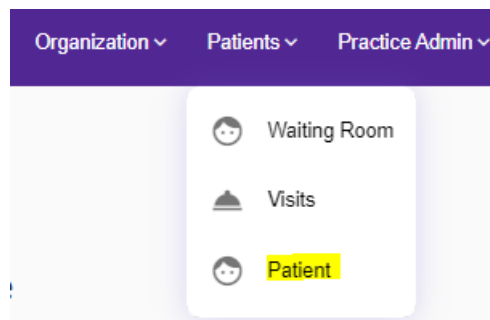 Organization Patients Practice Admin
Waiting Room
Visits
Patient